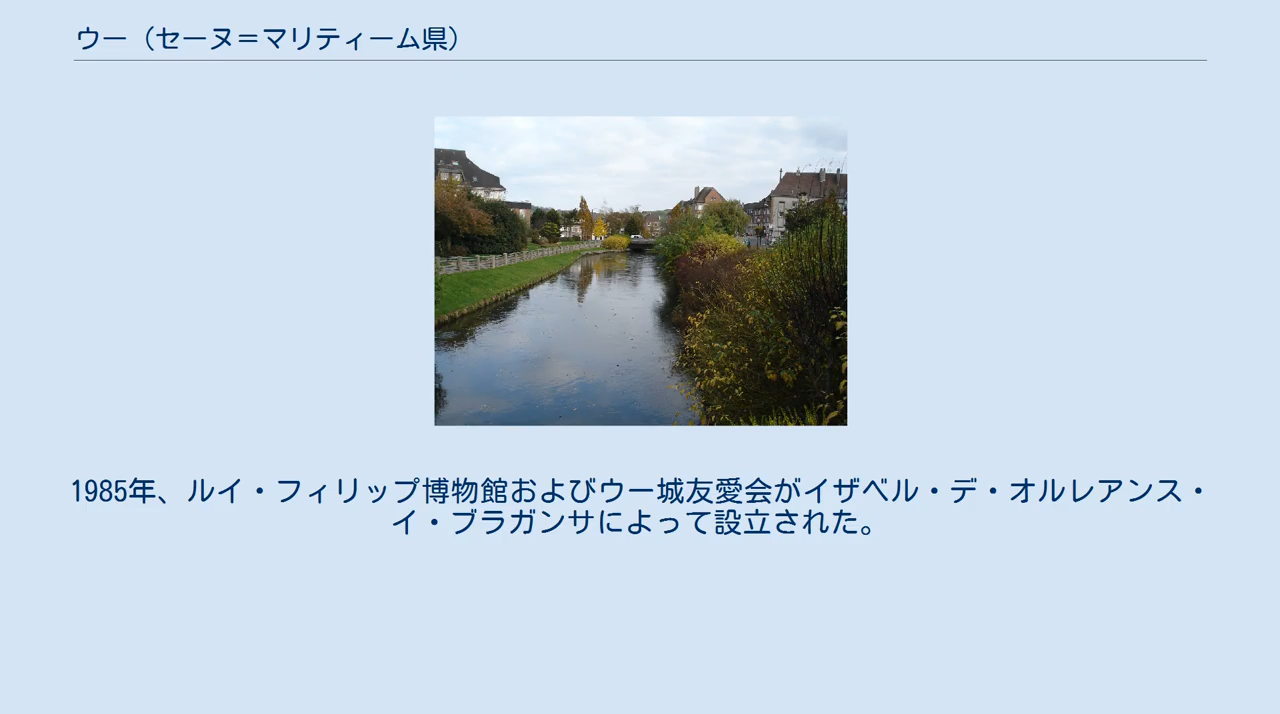 ウー（セーヌ＝マリティーム県）
1985年、ルイ・フィリップ博物館およびウー城友愛会がイザベル・デ・オルレアンス・
イ・ブラガンサによって設立された。